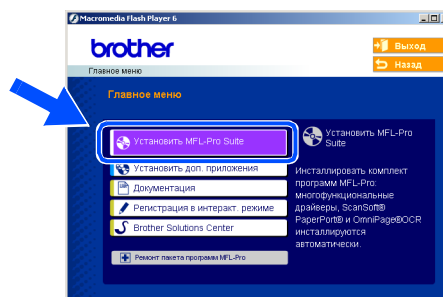 Macromedia Flash Player 6
brother
Выход
Назад
Главное меню
Главное меню
Установить MFL-Pro Suite
Установить доп. приложения
Документация
Регистрация в интеракт. режиме
Brother Solutions Center
Ремонт пакета программ MFL-Pro
Установить MFL-Pro
Suite
Инсталлировать комплект
программ MFL-Pro:
многофункциональные
драйверы, ScanSoft®
PaperPort® и OmniPage®OCR
инсталлируются
автоматически.